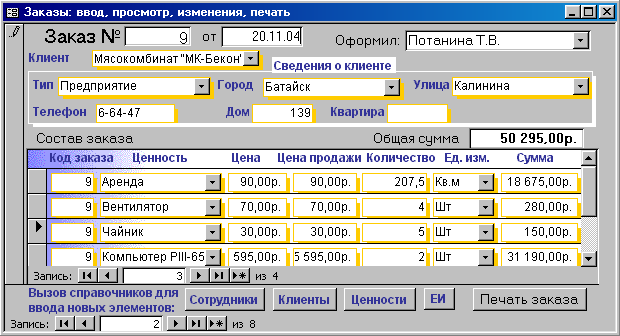 Заказы: ввод, просмотр, изменения, печать
Заказ № 9 от 20.11.04 Оформил: Потанина Т.В.
Клиент Мясокомбинат "МК-Бекон"
Сведения о клиенте
Тип Предприятие Город Батайск Улица Калинина
Телефон 6-64-47 Дом 139 Квартира
Состав заказа Общая сумма 50 295,00р.
Код заказа Ценность Цена Цена продажи Количество Ед. изм. Сумма
9 Аренда 90,00р. 90,00р. 207,5 Кв.м 18 675,00р.
9 Вентилятор 70,00р. 70,00р. 4 Шт 280,00р.
9 Чайник 30,00р. 30,00р. 5 Шт 150,00р.
9 Компьютер PIII-65 595,00р. 5 595,00р. 2 Шт 31 190,00р.
Запись: 3 из 4
Вызов справочников для
ввода новых элементов: Сотрудники Клиенты Ценности ЕИ Печать заказа
Запись: 2 из 8